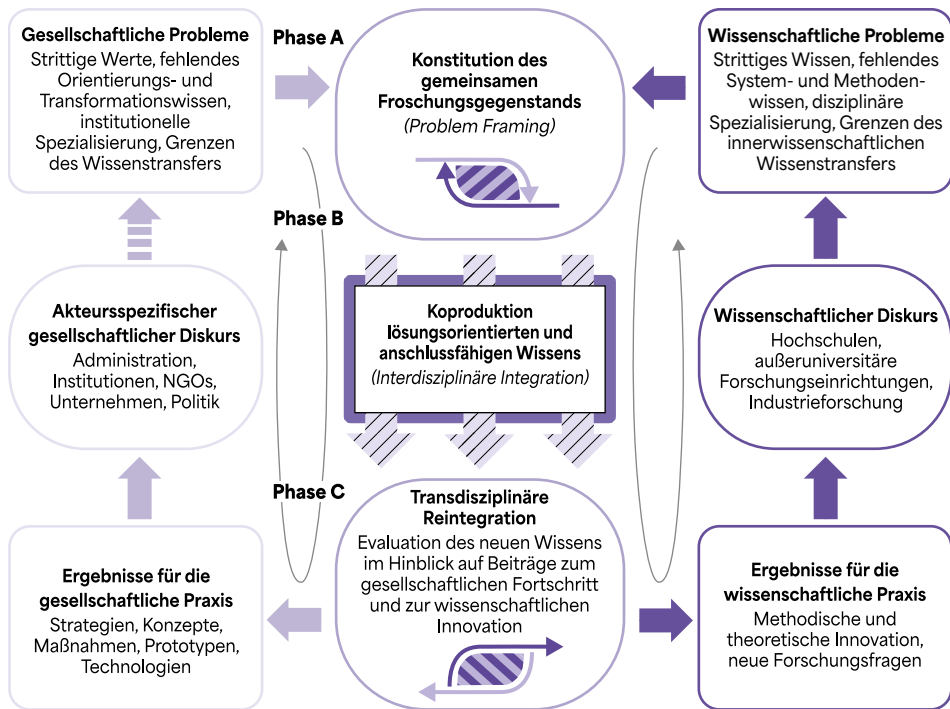 Gesellschaftliche Probleme
Strittige Werte, fehlendes
Orientierungs- und
Transformationswissen,
institutionelle
Spezialisierung, Grenzen
des Wissenstransfers
Phase A
Konstitution des
gemeinsamen
Froschungsgegenstands
(Problem Framing)
Wissenschaftliche Probleme
Strittiges Wissen, fehlendes
System- und Methoden-
wissen, disziplinäre
Spezialisierung, Grenzen des
innerwissenschaftlichen
Wissenstransfers
Phase B
Akteursspezifischer
gesellschaftlicher Diskurs
Administration,
Institutionen, NGOs,
Unternehmen, Politik
Koproduktion
lösungsorientierten und
anschlussfähigen Wissens
(Interdisziplinäre Integration)
Wissenschaftlicher Diskurs
Hochschulen,
außeruniversitäre
Forschungseinrichtungen,
Industrieforschung
Phase C
Ergebnisse für die
gesellschaftliche Praxis
Strategien, Konzepte,
Maßnahmen, Prototypen,
Technologien
Transdisziplinäre
Reintegration
Evaluation des neuen Wissens
im Hinblick auf Beiträge zum
gesellschaftlichen Fortschritt
und zur wissenschaftlichen
Innovation
Ergebnisse für die
wissenschaftliche Praxis
Methodische und
theoretische Innovation,
neue Forschungsfragen